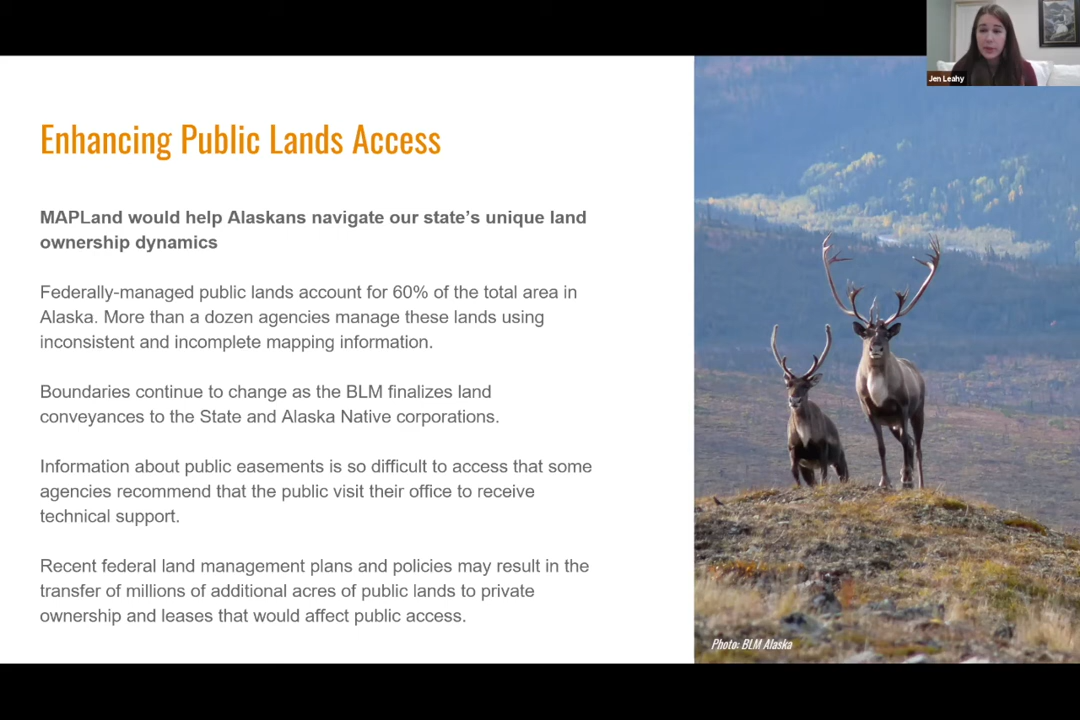 Jen Leahy
Enhancing Public Lands Access
MAPLand would help Alaskans navigate our state's unique land
ownership dynamics
Federally-managed public lands account for 60% of the total area in
Alaska. More than a dozen agencies manage these lands using
inconsistent and incomplete mapping information.
Boundaries continue to change as the BLM finalizes land
conveyances to the State and Alaska Native corporations.
Information about public easements is so difficult to access that some
agencies recommend that the public visit their office to receive
technical support.
Recent federal land management plans and policies may result in the
transfer of millions of additional acres of public lands to private
ownership and leases that would affect public access.
Photo: BLM Alaska